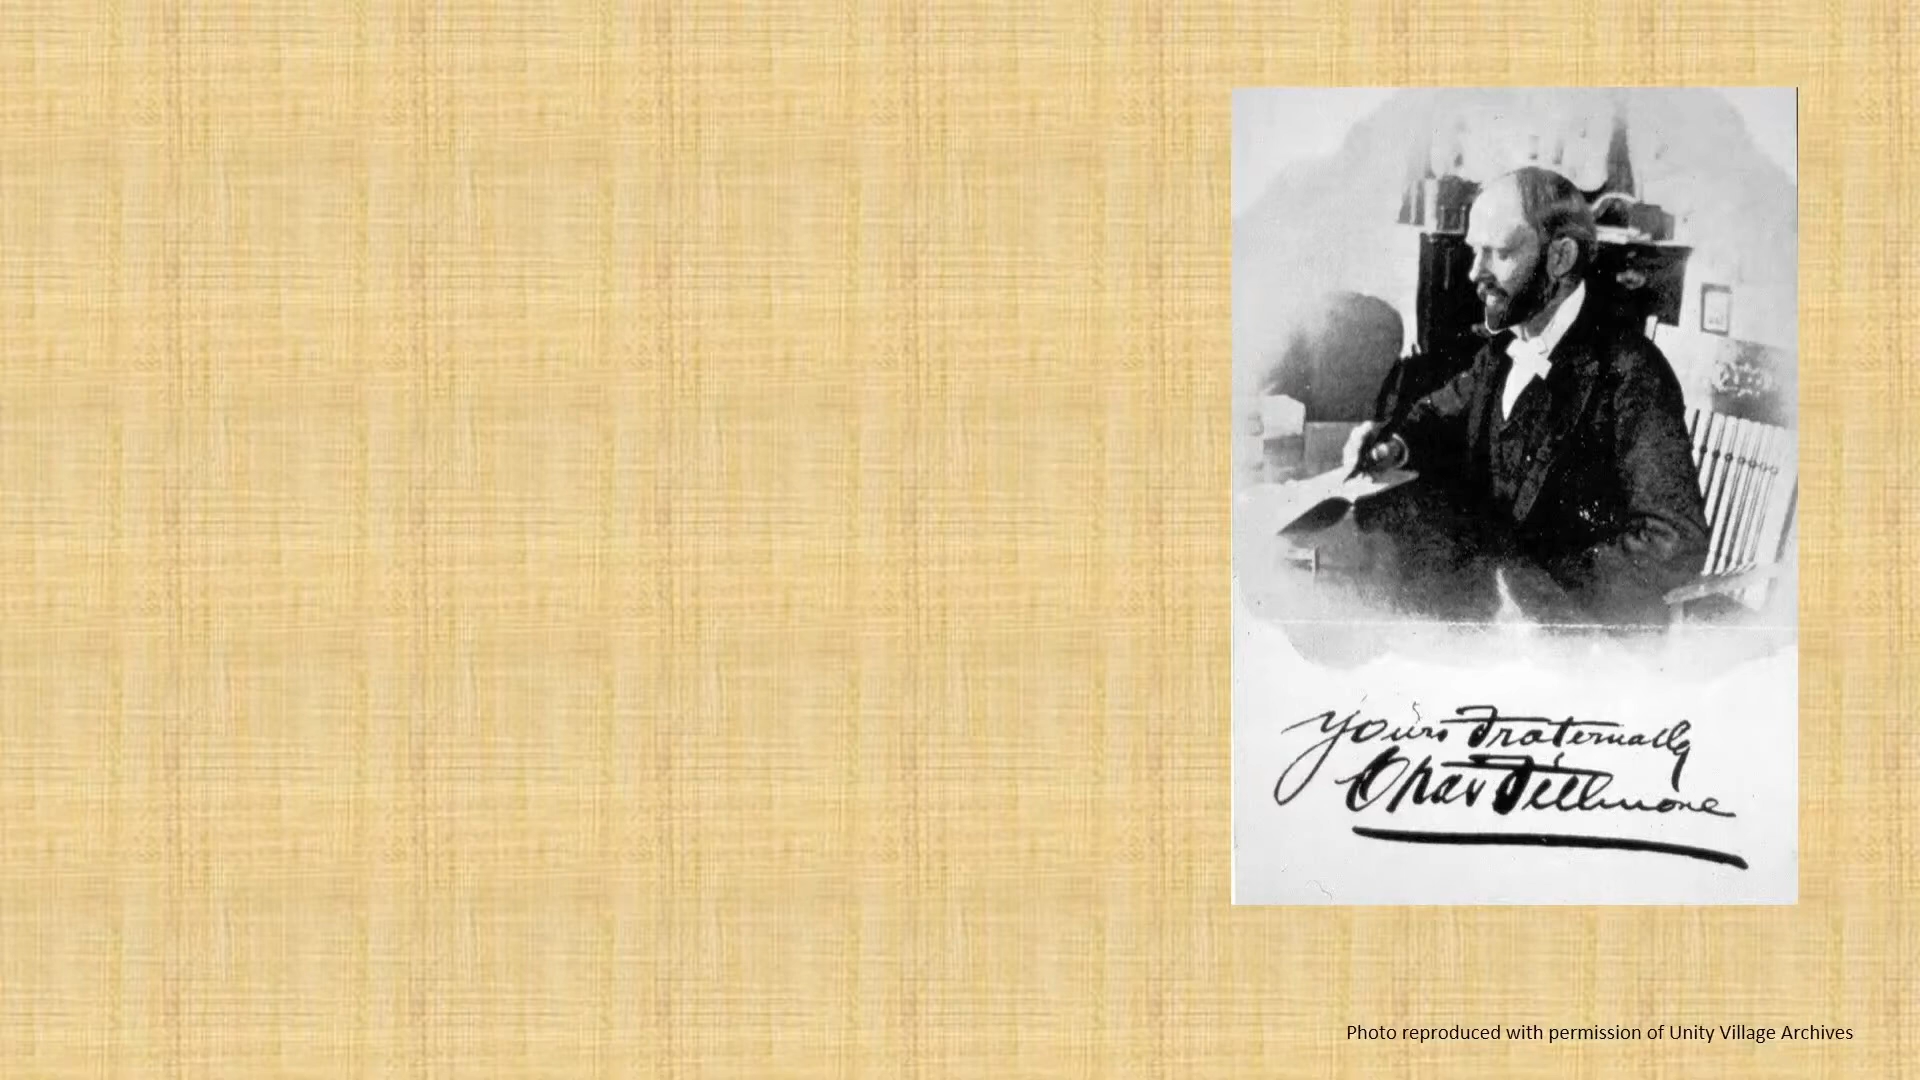 Yours Fraternally
Chas Fillmore
Photo reproduced with permission of Unity Village Archives